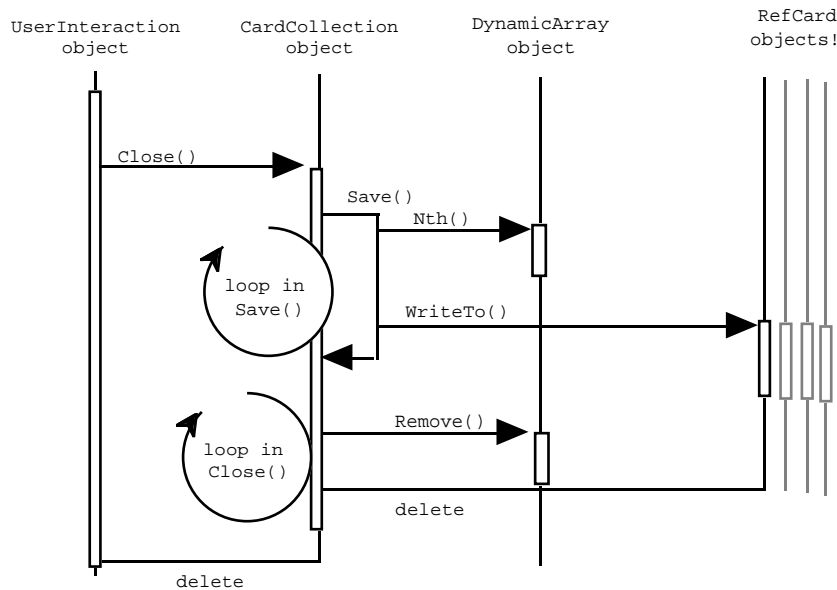 UserInteraction
object
CardCollection
object
DynamicArray
object
RefCard
objects!
Close()
Save()
Nth()
loop in
Save()
WriteTo()
Remove()
loop in
Close()
delete
delete